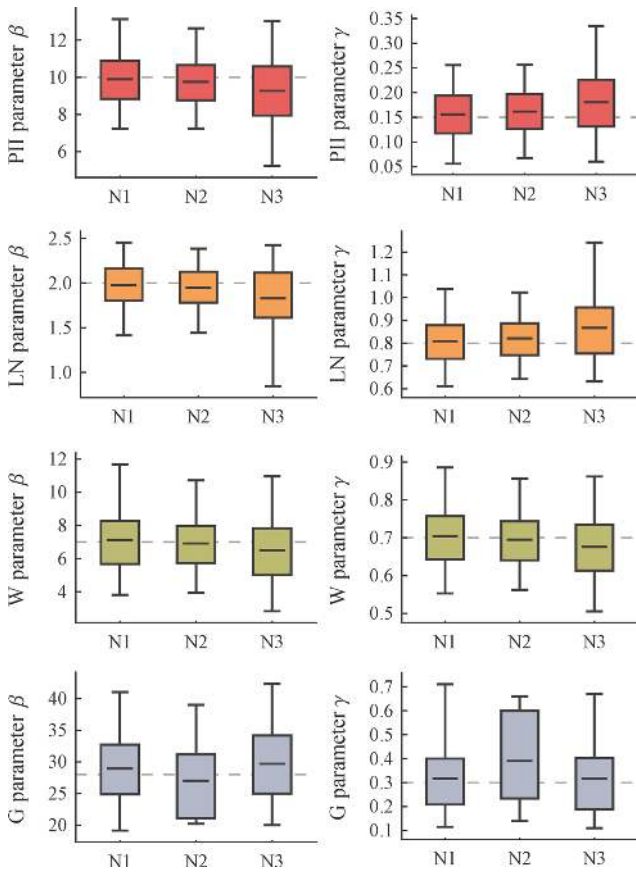 PII parameter β
12
10
8
6
N1 N2 N3
PII parameter γ
0.35
0.30
0.25
0.20
0.15
0.10
0.05
N1 N2 N3
LN parameter β
2.5
2.0
1.5
1.0
N1 N2 N3
LN parameter γ
1.2
1.1
1.0
0.9
0.8
0.7
0.6
N1 N2 N3
W parameter β
12
10
8
6
4
N1 N2 N3
W parameter γ
0.9
0.8
0.7
0.6
0.5
N1 N2 N3
G parameter β
40
35
30
25
20
N1 N2 N3
G parameter γ
0.7
0.6
0.5
0.4
0.3
0.2
0.1
N1 N2 N3